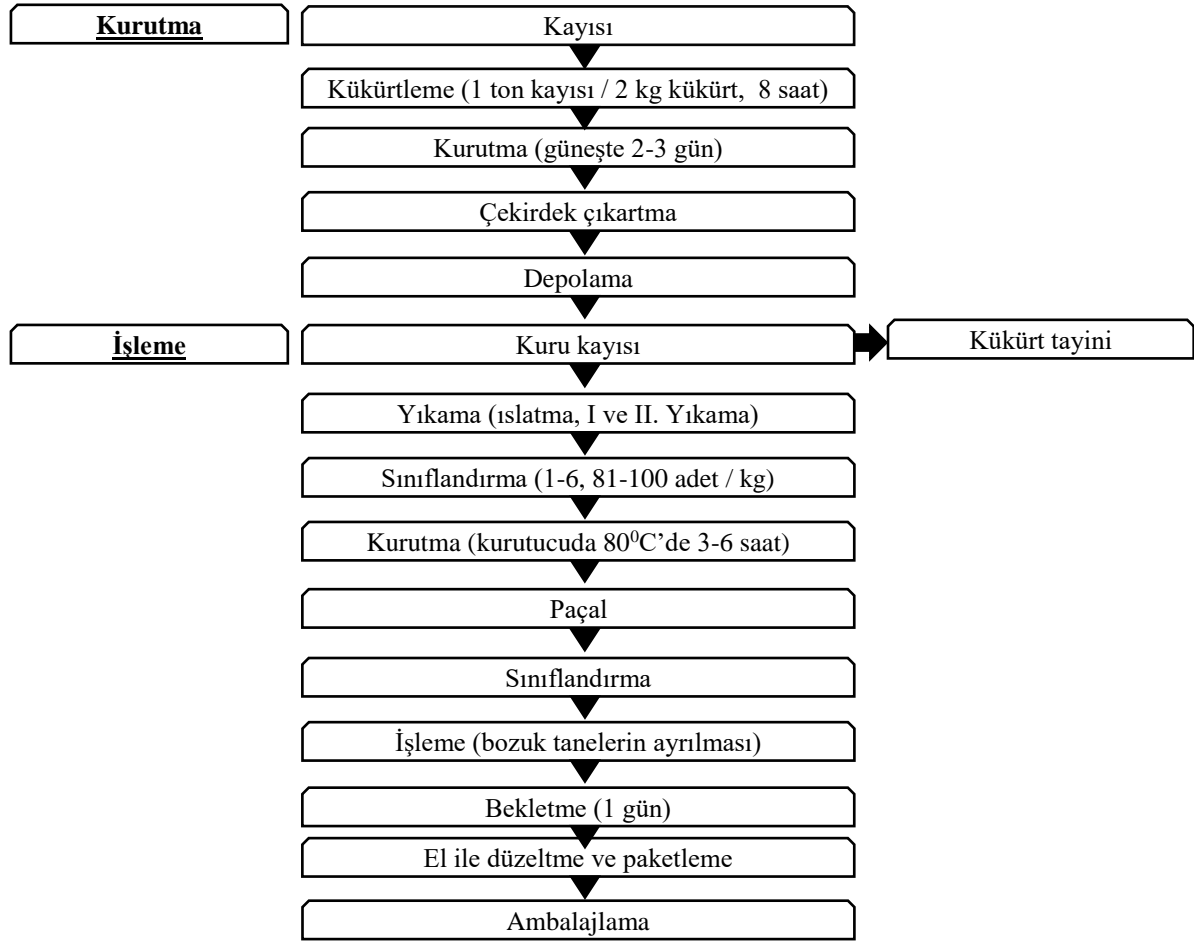 Kurutma
Kayısı
Kükürtleme (1 ton kayısı / 2 kg kükürt, 8 saat)
Kurutma (güneşte 2-3 gün)
Çekirdek çıkartma
Depolama
İşleme
Kuru kayısı
Kükürt tayini
Yıkama (ıslatma, I ve II. Yıkama)
Sınıflandırma (1-6, 81-100 adet / kg)
Kurutma (kurutucuda 80⁰C’de 3-6 saat)
Paçal
Sınıflandırma
İşleme (bozuk tanelerin ayrılması)
Bekletme (1 gün)
El ile düzeltme ve paketleme
Ambalajlama